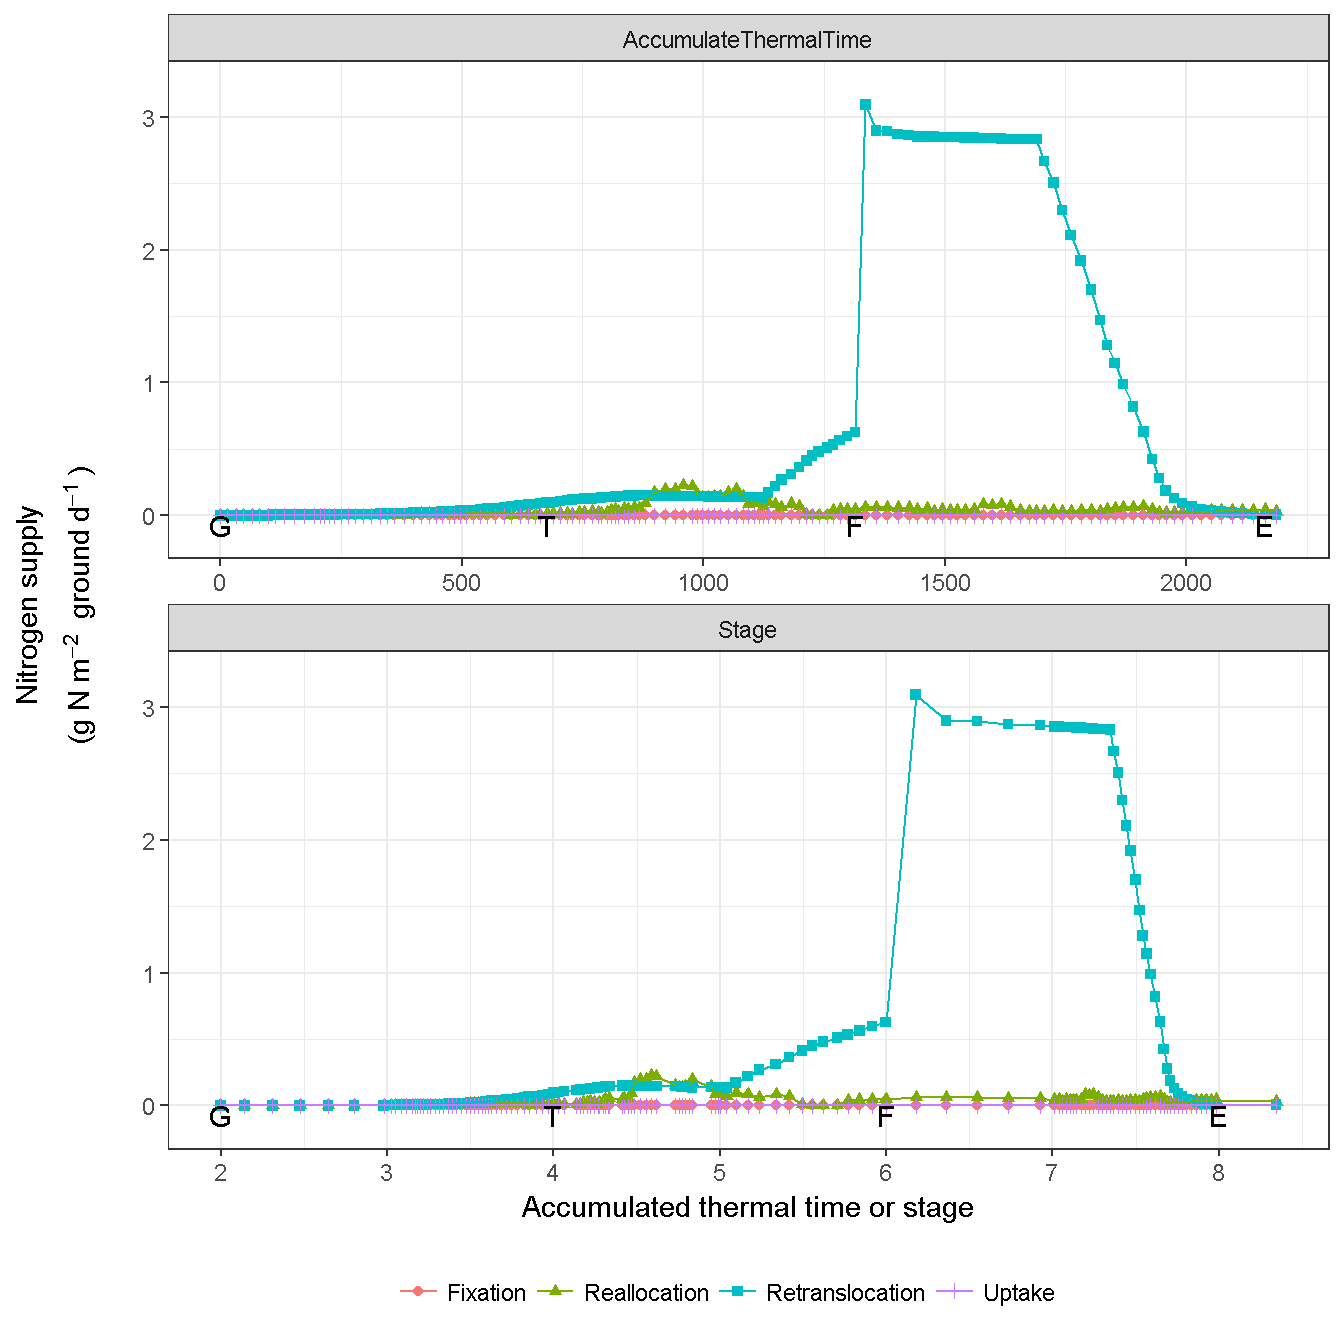 AccumulateThermalTime
3
2
1
0
G T F E
0 500 1000 1500 2000
Stage
3
2
1
0
G T F E
2 3 4 5 6 7 8
Nitrogen supply
(g N m⁻² ground d⁻¹ )
Accumulated thermal time or stage
Fixation Reallocation Retranslocation Uptake